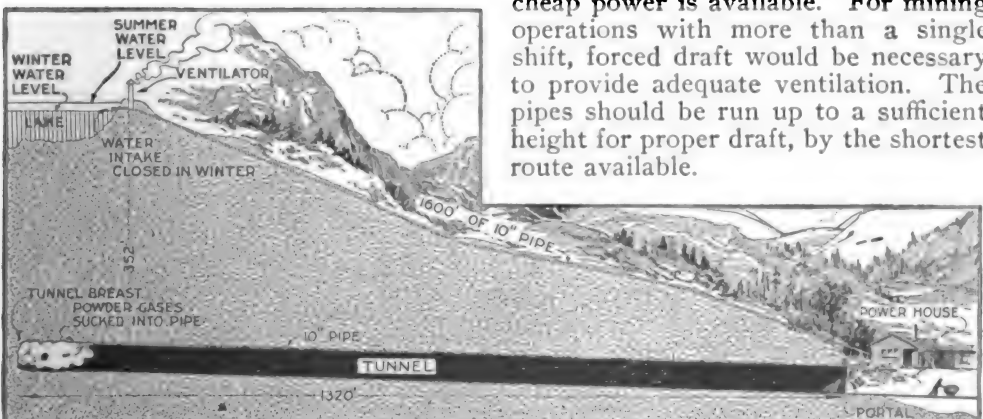 cheap power is available. For mining
operations with more than a single
shift, forced draft would be necessary
to provide adequate ventilation. The
pipes should be run up to a sufficient
height for proper draft, by the shortest
route available.
SUMMER
WATER
LEVEL
WINTER
WATER
LEVEL
VENTILATOR
LAKE
WATER
INTAKE
CLOSED IN WINTER
1600' OF 10" PIPE
352
TUNNEL BREAST
POWDER GASES
SUCKED INTO PIPE
10" PIPE
POWER HOUSE
TUNNEL
1320'
PORTAL